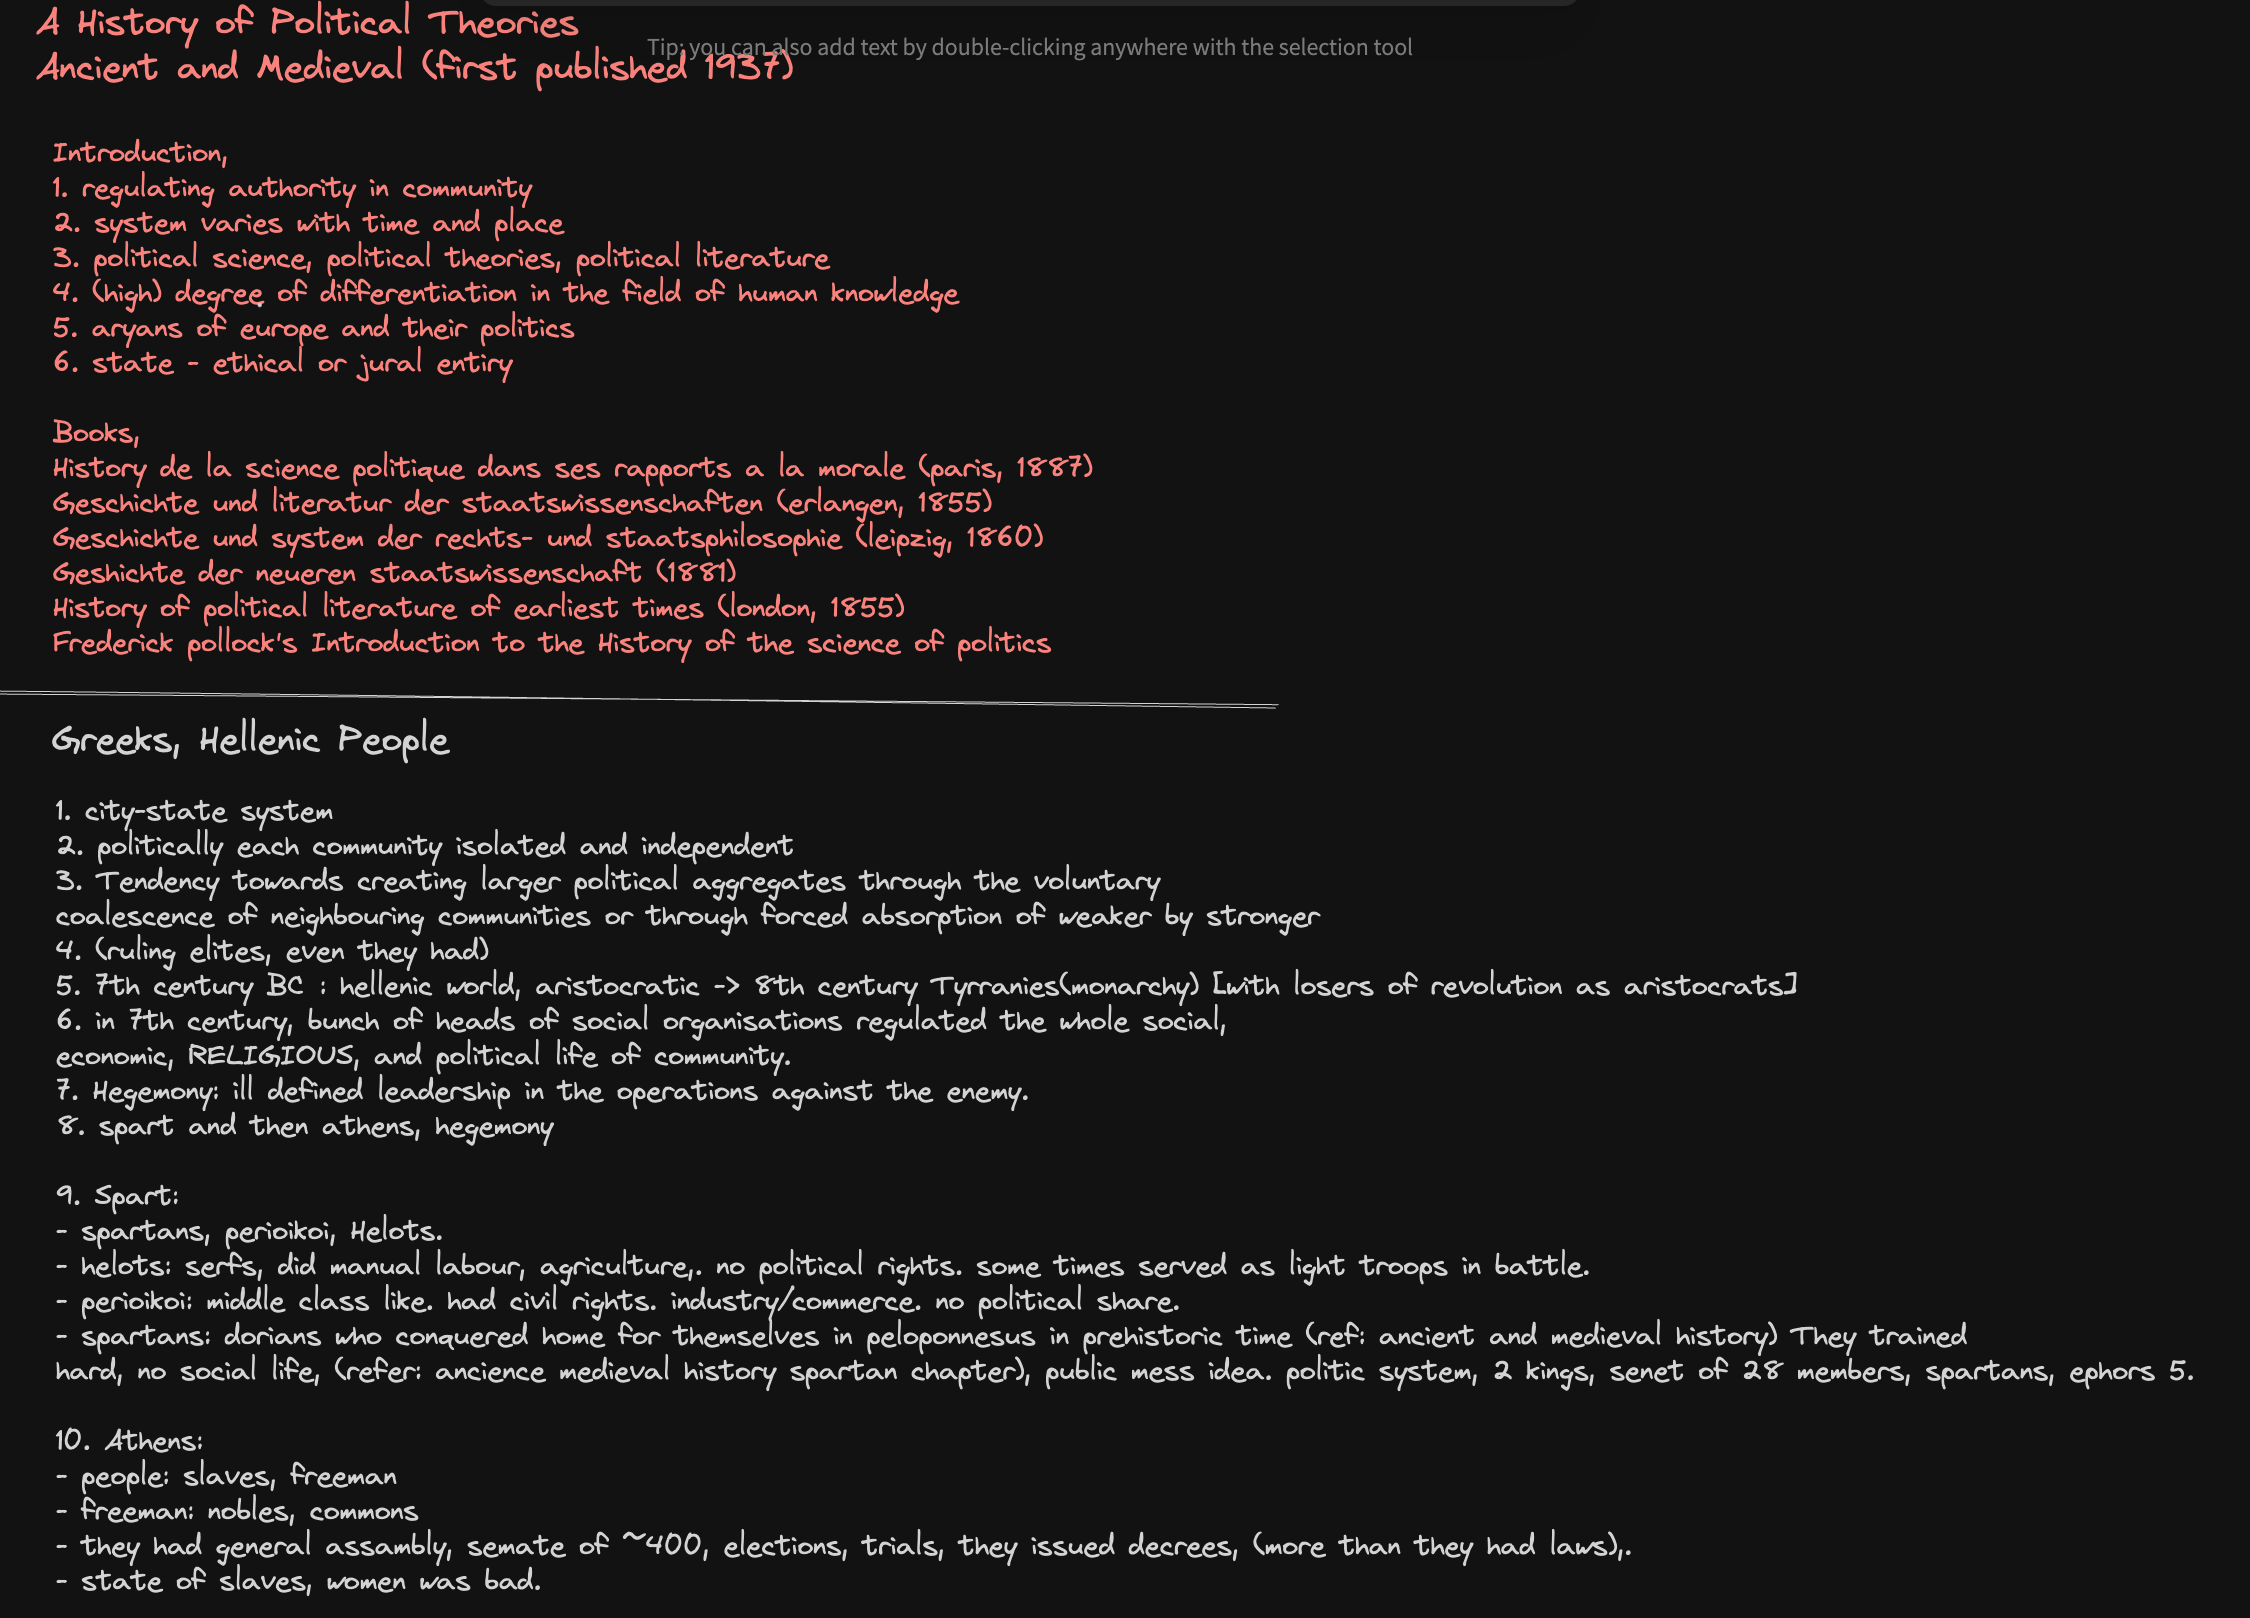 A History of Political Theories
Tip: you can also add text by double-clicking anywhere with the selection tool
Ancient and Medieval (first published 1937)
Introduction,
1. regulating authority in community
2. system varies with time and place
3. political science, political theories, political literature
4. (high) degree of differentiation in the field of human knowledge
5. aryans of europe and their politics
6. state - ethical or jural entiry
Books,
History de la science politique dans ses rapports a la morale (paris, 1887)
Geschichte und literatur der staatswissenschaften (erlangen, 1855)
Geschichte und system der rechts- und staatsphilosophie (leipzig, 1860)
Geshichte der neueren staatswissenschaft (1881)
History of political literature of earliest times (london, 1855)
Frederick pollock's Introduction to the History of the science of politics
Greeks, Hellenic People
1. city-state system
2. politically each community isolated and independent
3. Tendency towards creating larger political aggregates through the voluntary
coalescence of neighbouring communities or through forced absorption of weaker by stronger
4. (ruling elites, even they had)
5. 7th century BC : hellenic world, aristocratic -> 8th century Tyrranies(monarchy) [with losers of revolution as aristocrats]
6. in 7th century, bunch of heads of social organisations regulated the whole social,
economic, RELIGIOUS, and political life of community.
7. Hegemony: ill defined leadership in the operations against the enemy.
8. spart and then athens, hegemony
9. Spart:
- spartans, perioikoi, Helots.
- helots: serfs, did manual labour, agriculture,. no political rights. some times served as light troops in battle.
- perioikoi: middle class like. had civil rights. industry/commerce. no political share.
- spartans: dorians who conquered home for themselves in peloponnesus in prehistoric time (ref: ancient and medieval history) They trained
hard, no social life, (refer: ancience medieval history spartan chapter), public mess idea. politic system, 2 kings, senet of 28 members, spartans, ephors 5.
10. Athens:
- people: slaves, freeman
- freeman: nobles, commons
- they had general assambly, semate of ~400, elections, trials, they issued decrees, (more than they had laws),.
- state of slaves, women was bad.